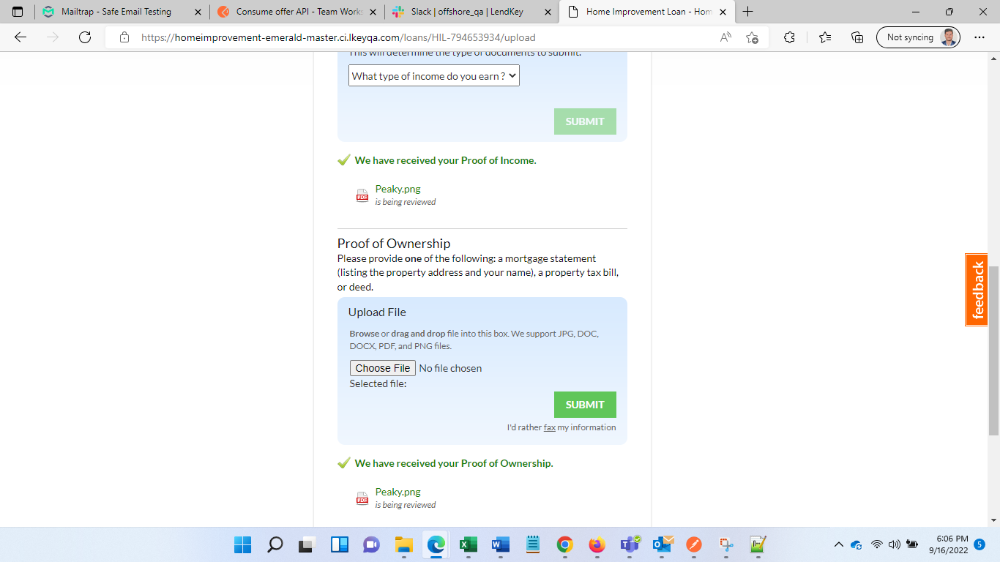 Mailtrap - Safe Email Testing
Consume offer API - Team Works
Slack | offshore_qa | LendKey
Home Improvement Loan - Hom
https://homeimprovement-emerald-master.ci.lkeyqa.com/loans/HIL-794653934/upload
Not syncing
This will determine the type of documents to submit.
What type of income do you earn ?
SUBMIT
We have received your Proof of Income.
PDF
Peaky.png
is being reviewed
Proof of Ownership
Please provide one of the following: a mortgage statement
(listing the property address and your name), a property tax bill,
or deed.
Upload File
Browse or drag and drop file into this box. We support JPG, DOC,
DOCX, PDF, and PNG files.
Choose File No file chosen
Selected file:
SUBMIT
I'd rather fax my information
We have received your Proof of Ownership.
PDF
Peaky.png
is being reviewed
feedback
6:06 PM
9/16/2022
5